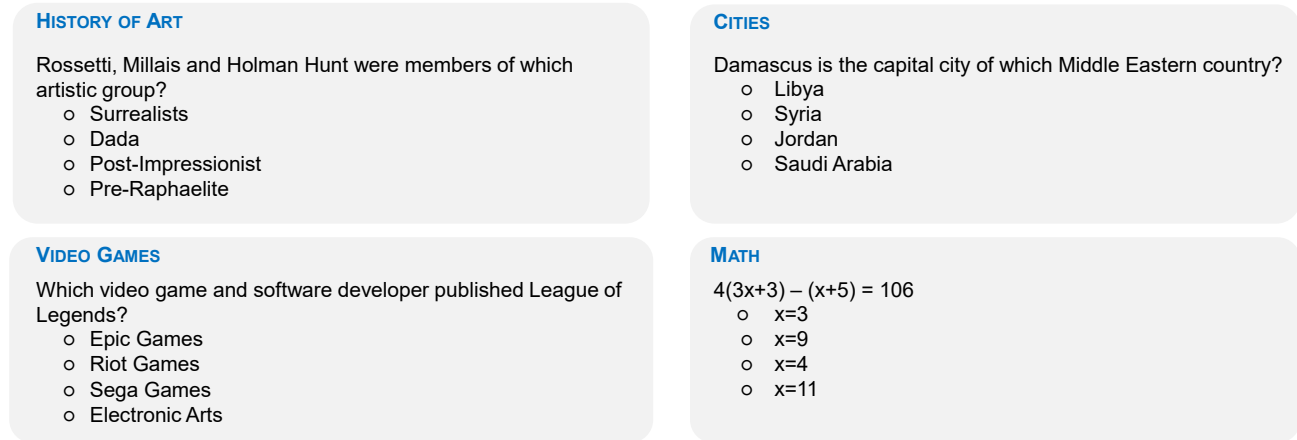 HISTORY OF ART
Rossetti, Millais and Holman Hunt were members of which
artistic group?
o Surrealists
o Dada
o Post-Impressionist
o Pre-Raphaelite
CITIES
Damascus is the capital city of which Middle Eastern country?
o Libya
o Syria
o Jordan
o Saudi Arabia
VIDEO GAMES
Which video game and software developer published League of
Legends?
o Epic Games
o Riot Games
o Sega Games
o Electronic Arts
MATH
4(3x+3) – (x+5) = 106
o x=3
o x=9
o x=4
o x=11